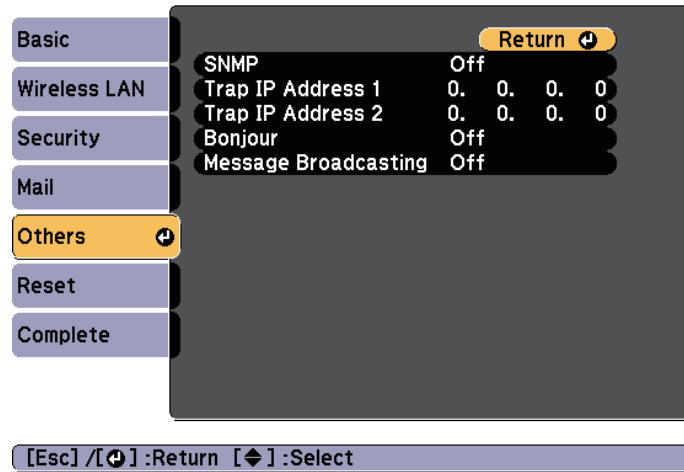 Basic
Wireless LAN
Security
Mail
Others
Reset
Complete
Return
SNMP Off
Trap IP Address 1 0. 0. 0. 0
Trap IP Address 2 0. 0. 0. 0
Bonjour Off
Message Broadcasting Off
[Esc] /[⏎] :Return [◆] :Select